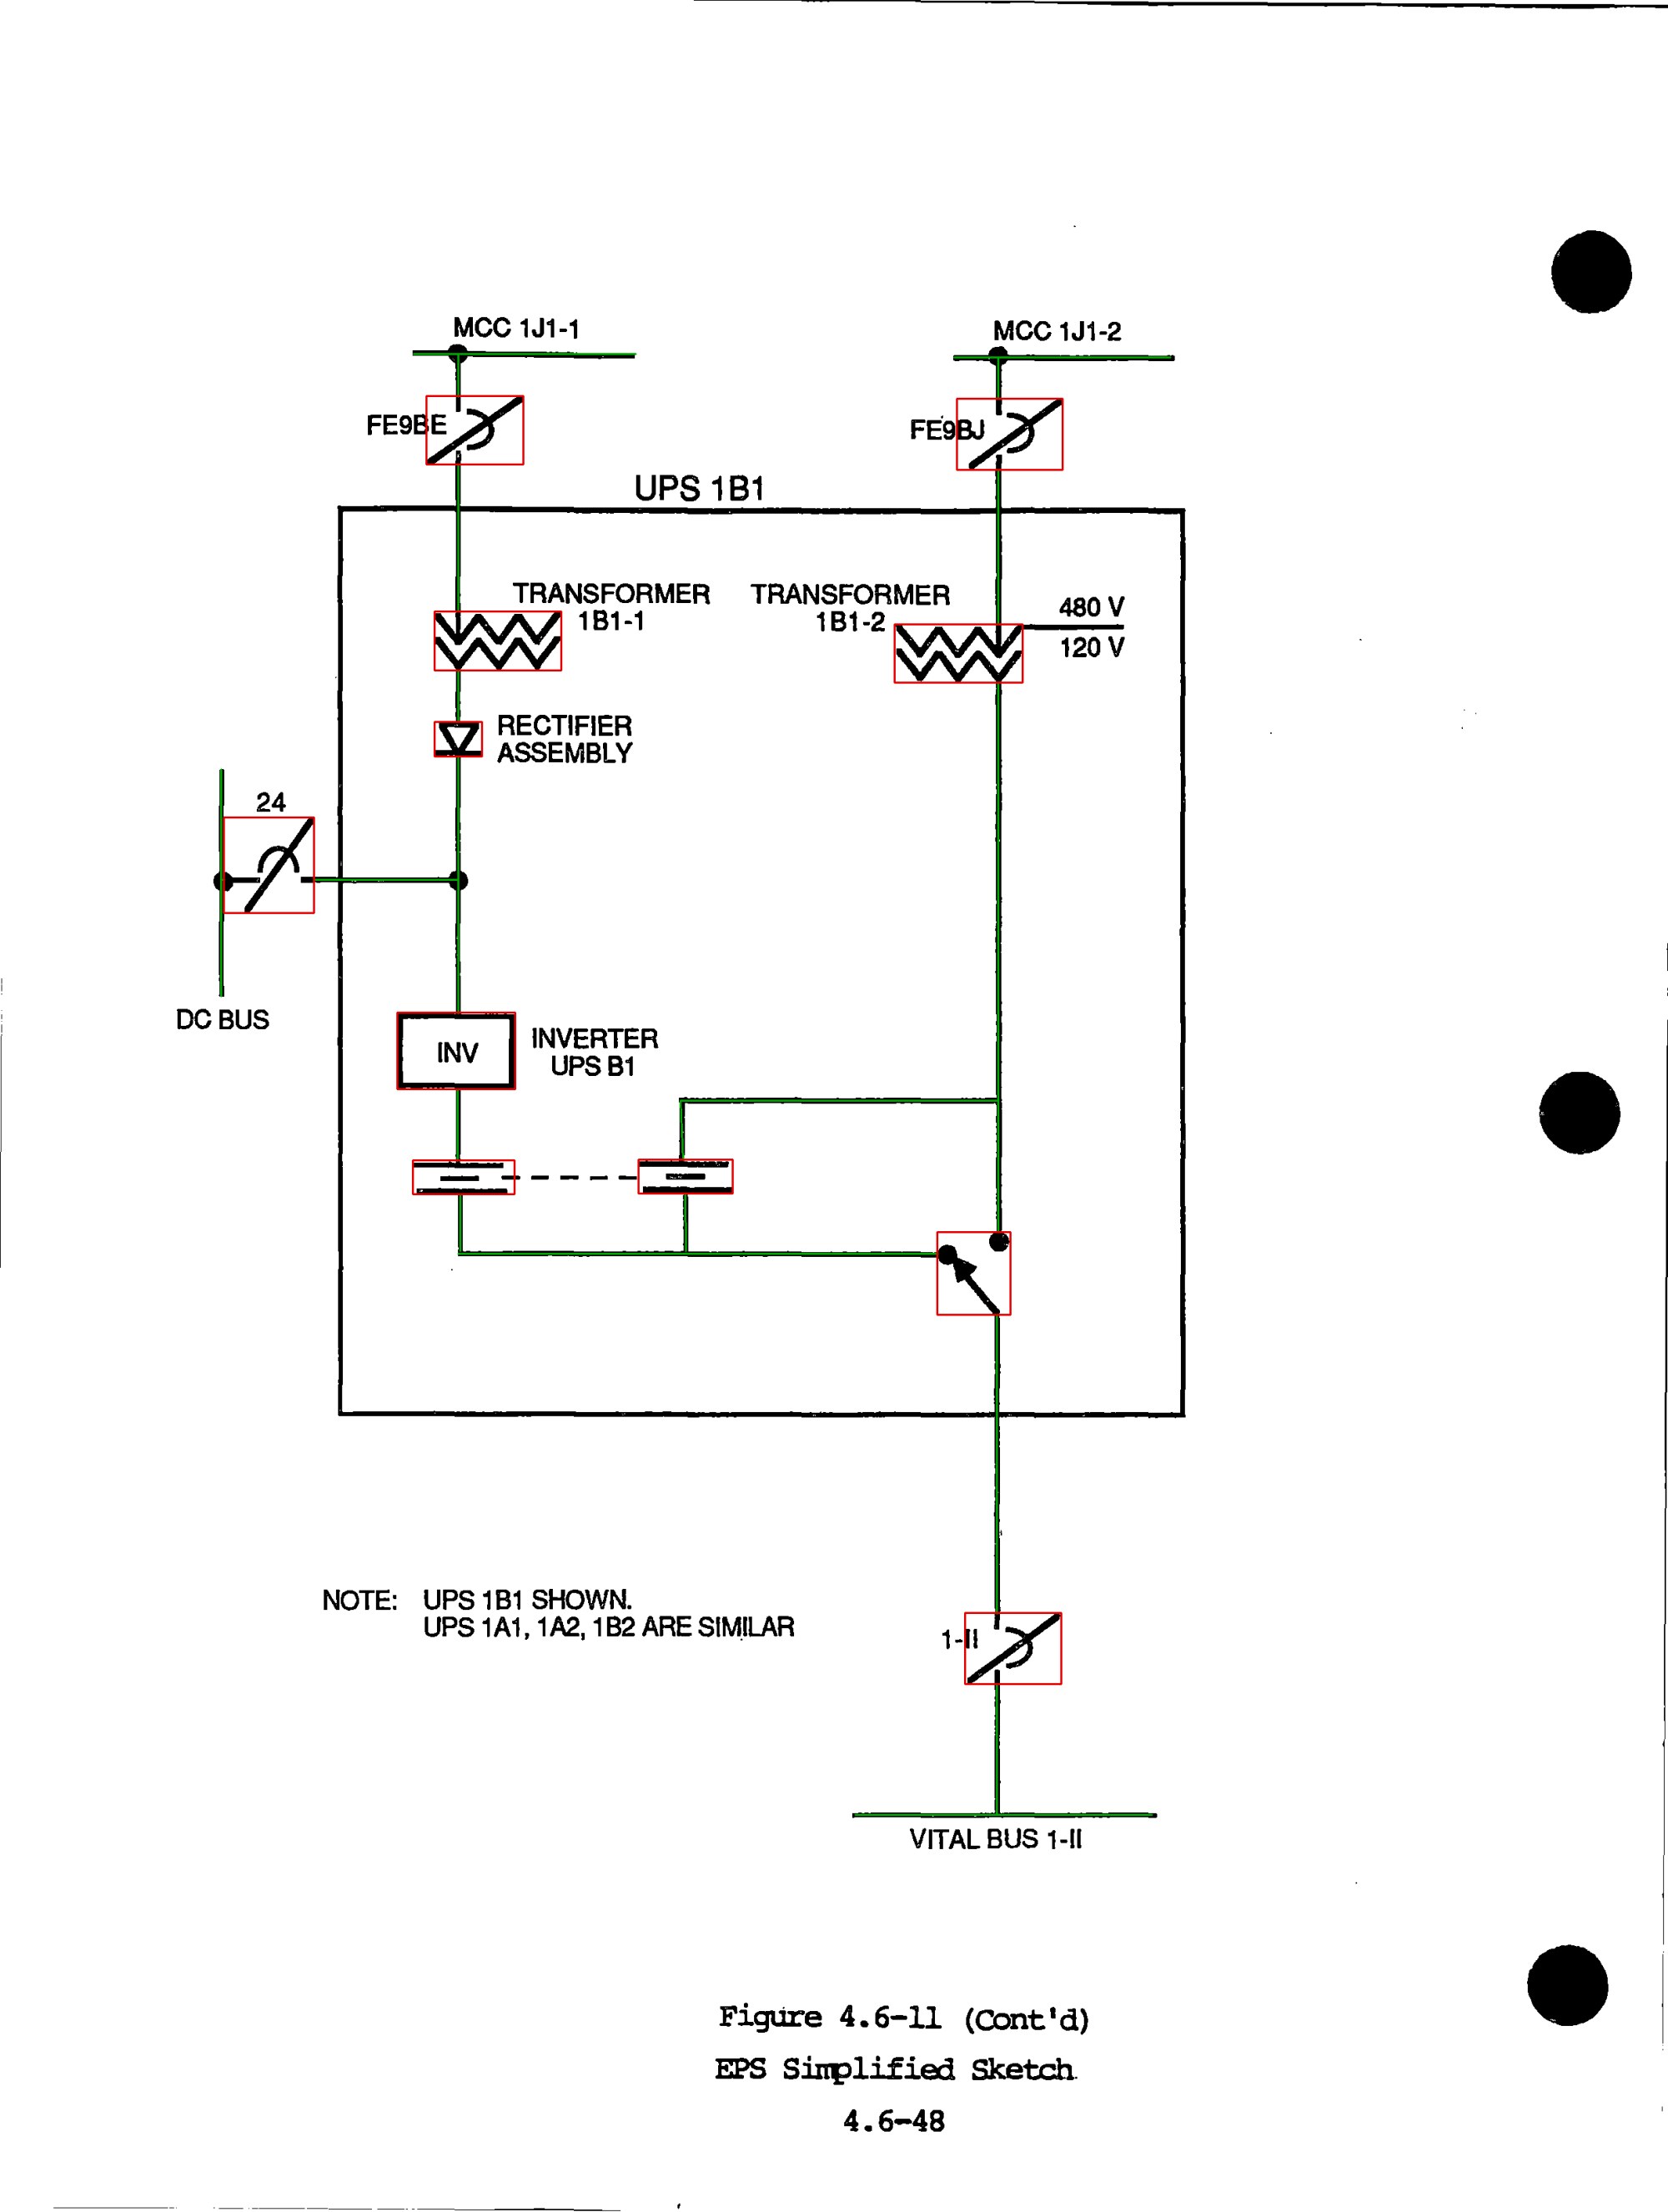 MCC 1J1-1
MCC 1J1-2
FE9BE
FE9BJ
UPS 1B1
TRANSFORMER
1B1-1
TRANSFORMER
1B1-2
480 V
120 V
RECTIFIER
ASSEMBLY
24
DC BUS
INV
INVERTER
UPS B1
NOTE: UPS 1B1 SHOWN.
UPS 1A1, 1A2, 1B2 ARE SIMILAR
1-II
VITAL BUS 1-II
Figure 4.6-11 (Cont'd)
EPS Simplified Sketch
4.6-48